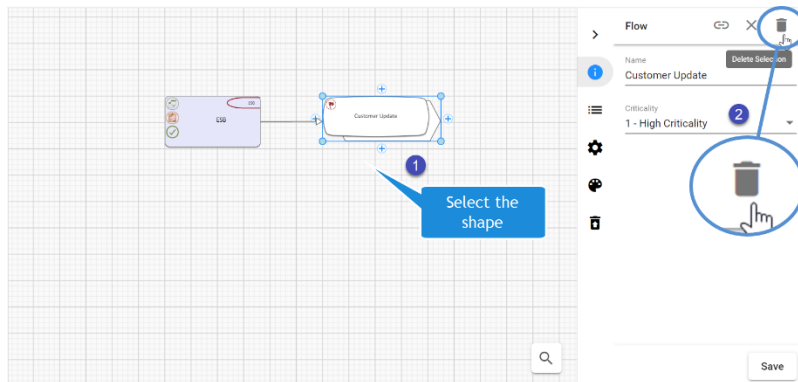 Flow
Delete Selection
Name
Customer Update
Criticality
1 - High Criticality
2
ESB
ESB
Customer Update
1
Select the
shape
Save